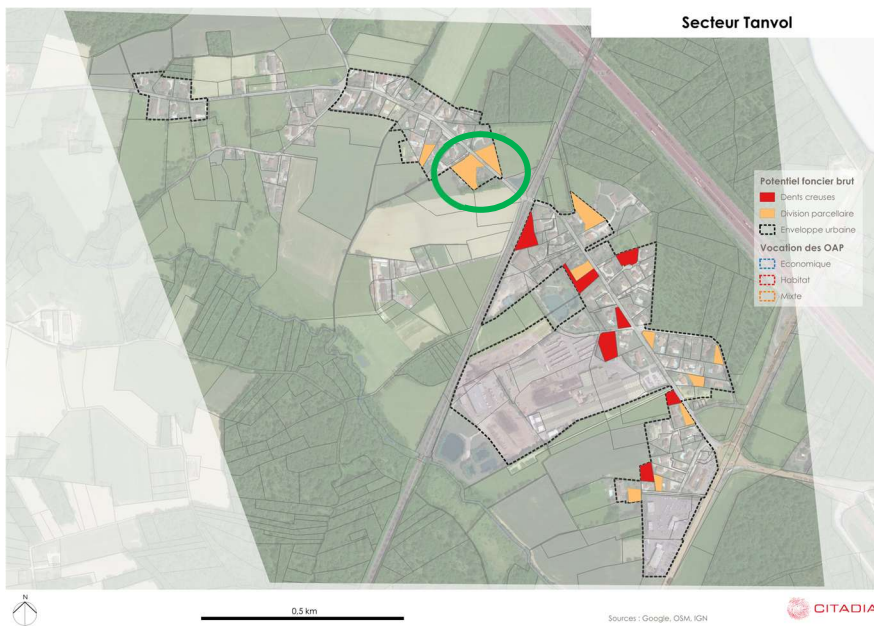 Secteur Tanvol
Potentiel foncier brut
Dents creuses
Division parcellaire
Enveloppe urbaine
Vocation des OAP
Economique
Habitat
Mixte
N
0,5 km
Sources : Google, OSM, IGN
CITADIA